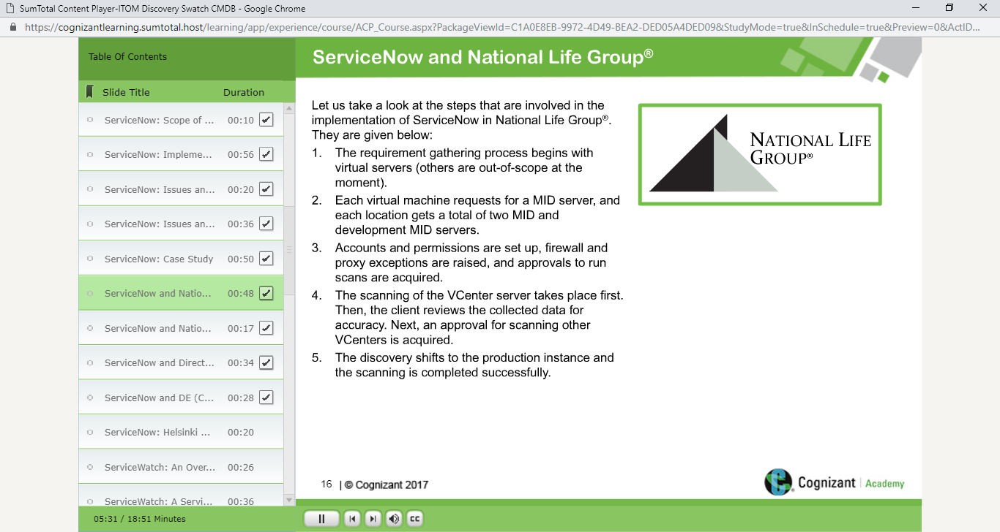 SumTotal Content Player-ITOM Discovery Swatch CMDB - Google Chrome
https://cognizantlearning.sumtotal.host/learning/app/experience/course/ACP_Course.aspx?PackageViewId=C1A0E8EB-9972-4D49-BEA2-DED05A4DED09&StudyMode=true&InSchedule=true&Preview=0&ActID...
Table Of Contents
Slide Title Duration
ServiceNow: Scope of ... 00:10
ServiceNow: Impleme... 00:56
ServiceNow: Issues an... 00:20
ServiceNow: Issues an... 00:36
ServiceNow: Case Study 00:50
ServiceNow and Natio... 00:48
ServiceNow and Natio... 00:17
ServiceNow and Direct... 00:34
ServiceNow and DE (C... 00:28
ServiceNow: Helsinki ... 00:20
ServiceWatch: An Over... 00:26
ServiceWatch: A Servi... 00:36
05:31 / 18:51 Minutes
ServiceNow and National Life Group®
Let us take a look at the steps that are involved in the
implementation of ServiceNow in National Life Group®.
They are given below:
1. The requirement gathering process begins with
virtual servers (others are out-of-scope at the
moment).
2. Each virtual machine requests for a MID server, and
each location gets a total of two MID and
development MID servers.
3. Accounts and permissions are set up, firewall and
proxy exceptions are raised, and approvals to run
scans are acquired.
4. The scanning of the VCenter server takes place first.
Then, the client reviews the collected data for
accuracy. Next, an approval for scanning other
VCenters is acquired.
5. The discovery shifts to the production instance and
the scanning is completed successfully.
NATIONAL LIFE
GROUP®
16 | © Cognizant 2017
Cognizant | Academy
CC